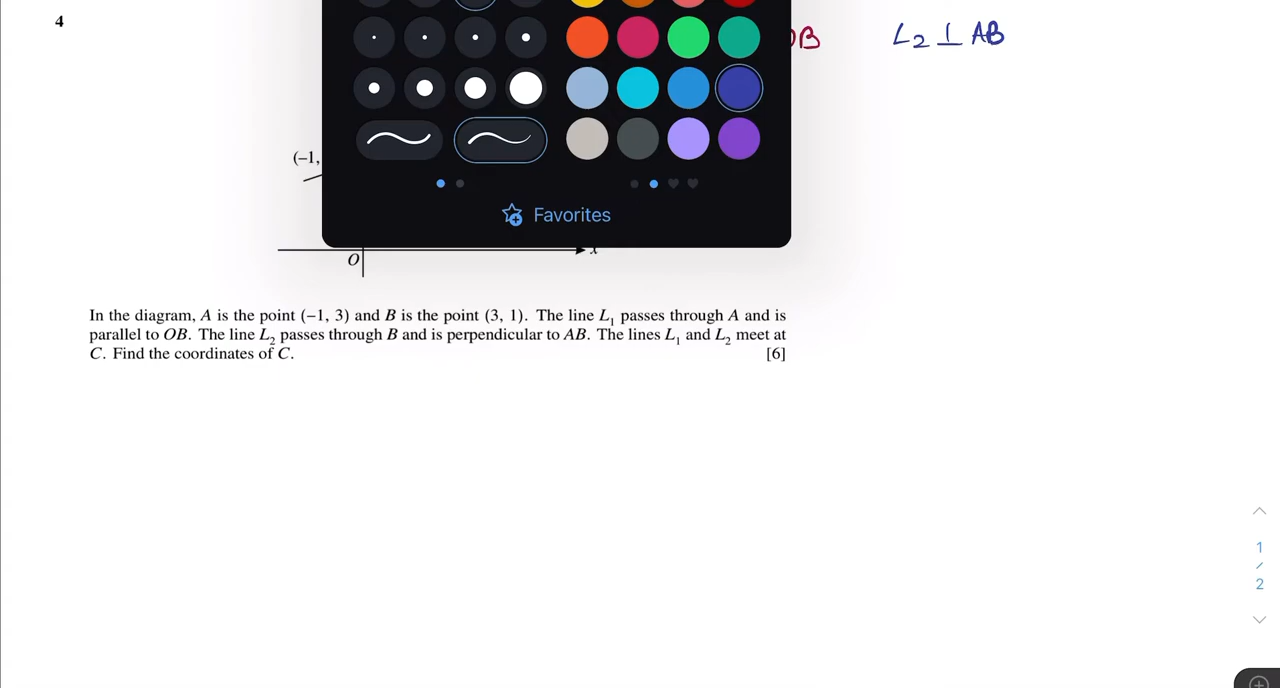 4
B
L₂ ⊥ AB
(−1,
Favorites
O
x
In the diagram, A is the point (−1, 3) and B is the point (3, 1). The line L₁ passes through A and is
parallel to OB. The line L₂ passes through B and is perpendicular to AB. The lines L₁ and L₂ meet at
C. Find the coordinates of C. [6]
1
/
2